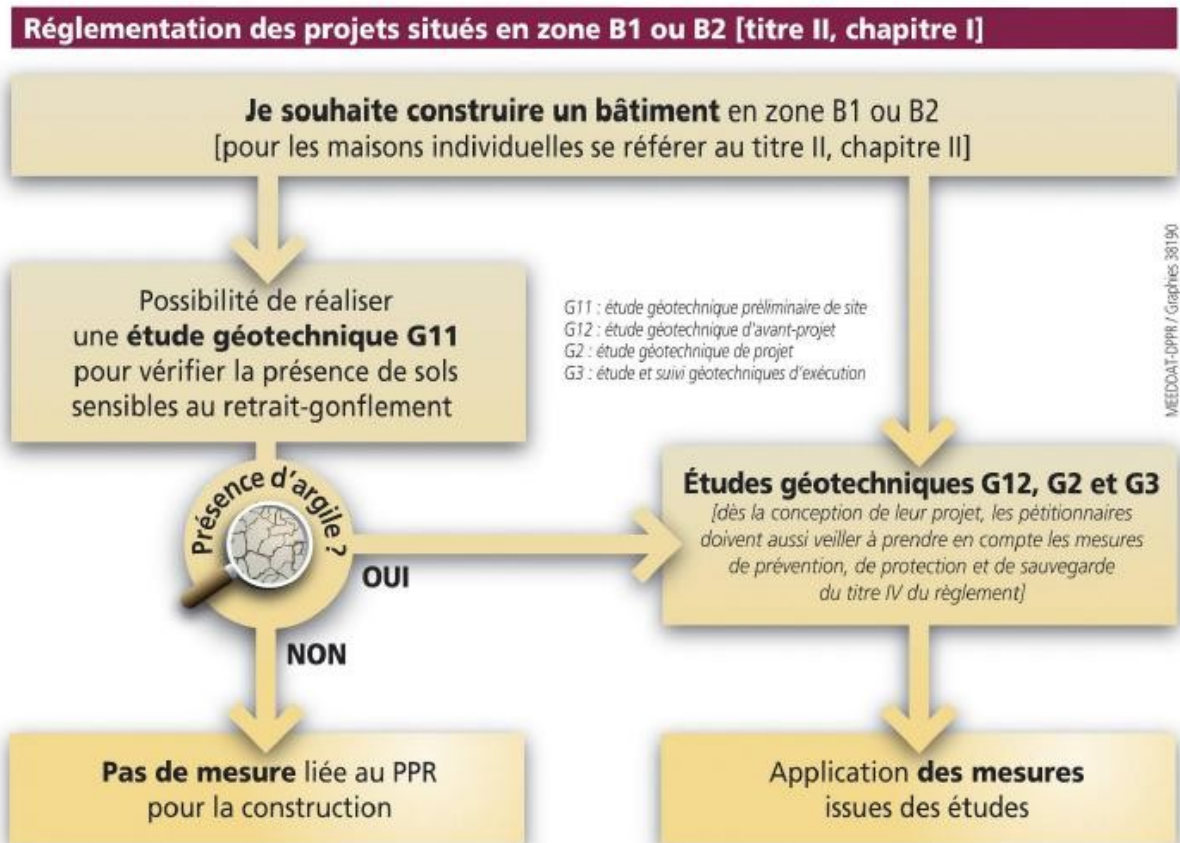 Réglementation des projets situés en zone B1 ou B2 [titre II, chapitre I]
Je souhaite construire un bâtiment en zone B1 ou B2
[pour les maisons individuelles se référer au titre II, chapitre II]
Possibilité de réaliser
une étude géotechnique G11
pour vérifier la présence de sols
sensibles au retrait-gonflement
G11 : étude géotechnique préliminaire de site
G12 : étude géotechnique d'avant-projet
G2 : étude géotechnique de projet
G3 : étude et suivi géotechniques d'exécution
MEEDDAT-DPPR / Graphies 38190
Présence d'argile ?
OUI
NON
Études géotechniques G12, G2 et G3
[dès la conception de leur projet, les pétitionnaires
doivent aussi veiller à prendre en compte les mesures
de prévention, de protection et de sauvegarde
du titre IV du règlement]
Pas de mesure liée au PPR
pour la construction
Application des mesures
issues des études